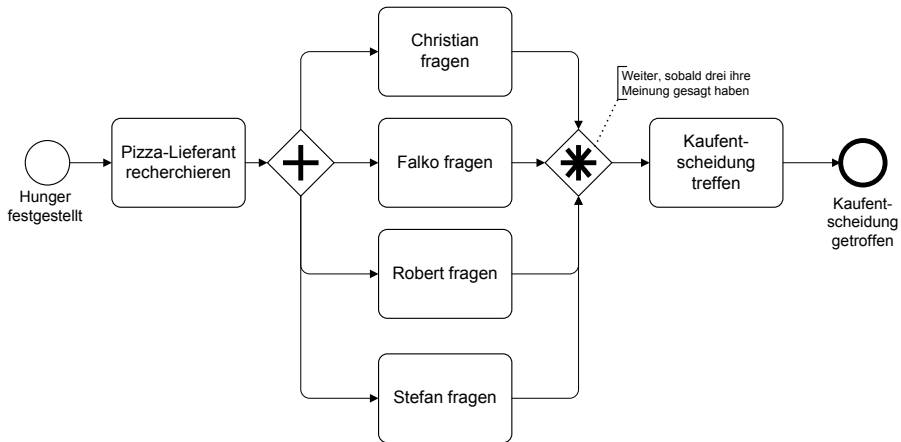 Christian
fragen
Weiter, sobald drei ihre
Meinung gesagt haben
Pizza-Lieferant
recherchieren
Falko fragen
Kaufent-
scheidung
treffen
Hunger
festgestellt
Kaufent-
scheidung
getroffen
Robert fragen
Stefan fragen